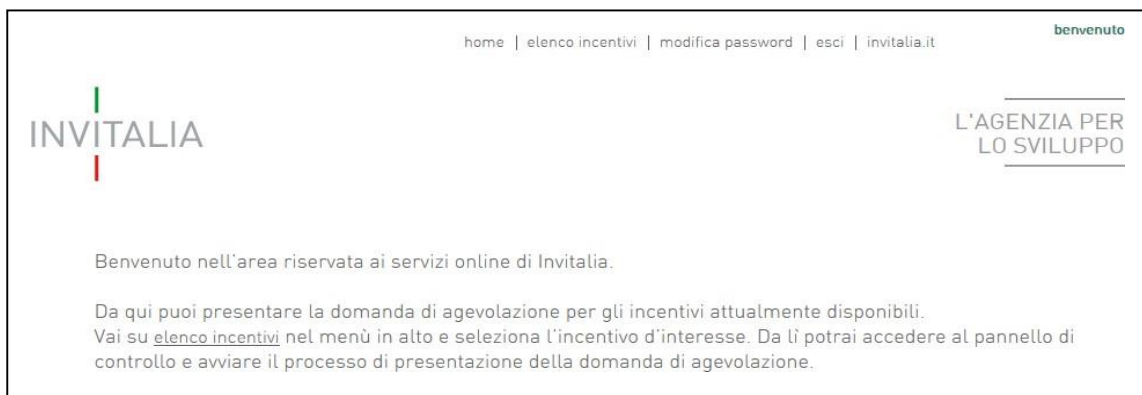 benvenuto
home | elenco incentivi | modifica password | esci | invitalia.it
INVITALIA
L'AGENZIA PER
LO SVILUPPO
Benvenuto nell'area riservata ai servizi online di Invitalia.
Da qui puoi presentare la domanda di agevolazione per gli incentivi attualmente disponibili.
Vai su elenco incentivi nel menù in alto e seleziona l'incentivo d'interesse. Da lì potrai accedere al pannello di
controllo e avviare il processo di presentazione della domanda di agevolazione.